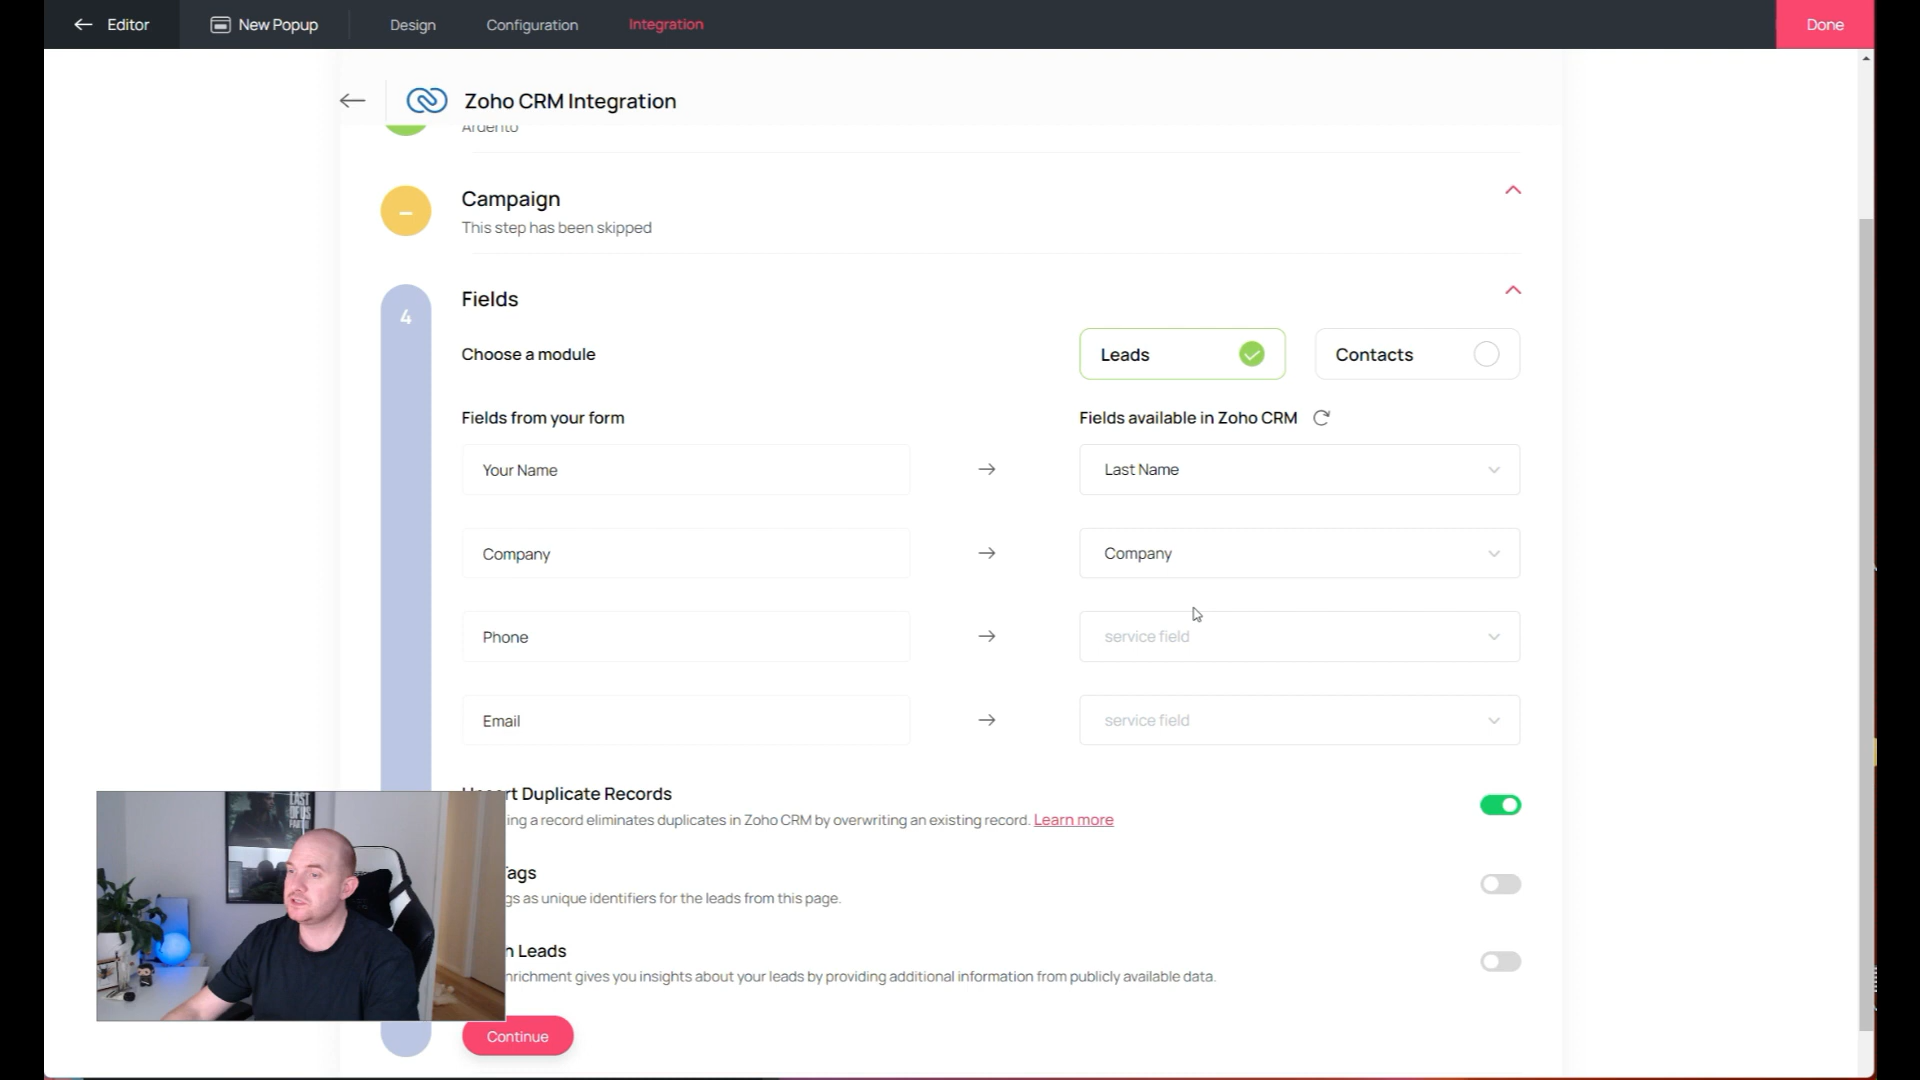 Editor
New Popup
Design
Configuration
Integration
Done
Zoho CRM Integration
Ardento
Campaign
This step has been skipped
4
Fields
Choose a module
Leads
Contacts
Fields from your form
Fields available in Zoho CRM
Your Name
Last Name
Company
Company
Phone
service field
Email
service field
Duplicate Records
a record eliminates duplicates in Zoho CRM by overwriting an existing record. Learn more
Tags
as unique identifiers for the leads from this page.
Leads
gives you insights about your leads by providing additional information from publicly available data.
Continue
LAST